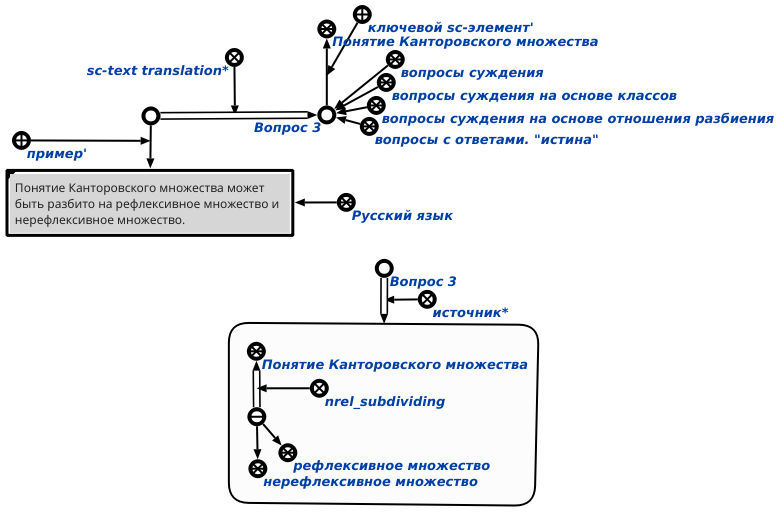 ключевой sc-элемент'
Понятие Канторовского множества
sc-text translation*
вопросы суждения
вопросы суждения на основе классов
вопросы суждения на основе отношения разбиения
Вопрос 3
вопросы с ответами. "истина"
пример'
Понятие Канторовского множества может
быть разбито на рефлексивное множество и
нерефлексивное множество.
Русский язык
Вопрос 3
источник*
Понятие Канторовского множества
nrel_subdividing
рефлексивное множество
нерефлексивное множество